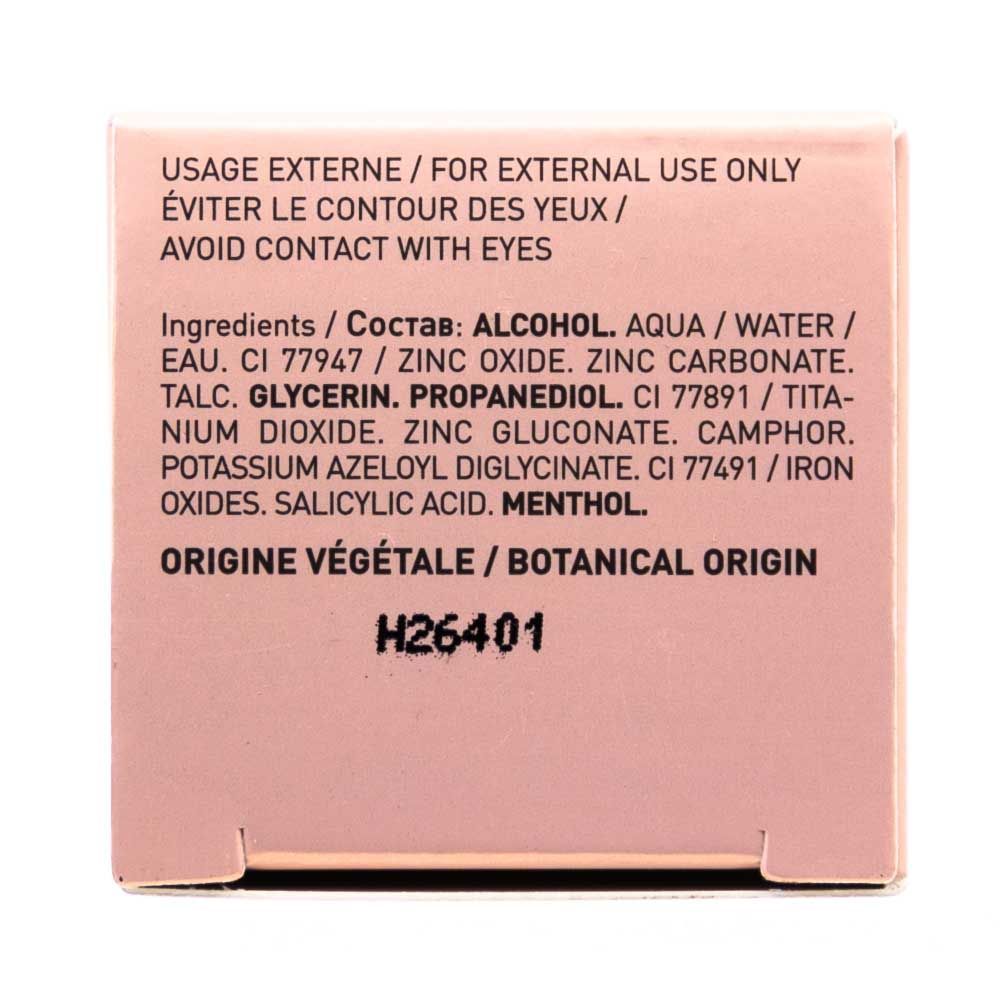 USAGE EXTERNE / FOR EXTERNAL USE ONLY
ÉVITER LE CONTOUR DES YEUX /
AVOID CONTACT WITH EYES
Ingredients / Состав: ALCOHOL. AQUA / WATER /
EAU. CI 77947 / ZINC OXIDE. ZINC CARBONATE.
TALC. GLYCERIN. PROPANEDIOL. CI 77891 / TITA-
NIUM DIOXIDE. ZINC GLUCONATE. CAMPHOR.
POTASSIUM AZELOYL DIGLYCINATE. CI 77491 / IRON
OXIDES. SALICYLIC ACID. MENTHOL.
ORIGINE VÉGÉTALE / BOTANICAL ORIGIN
H26401